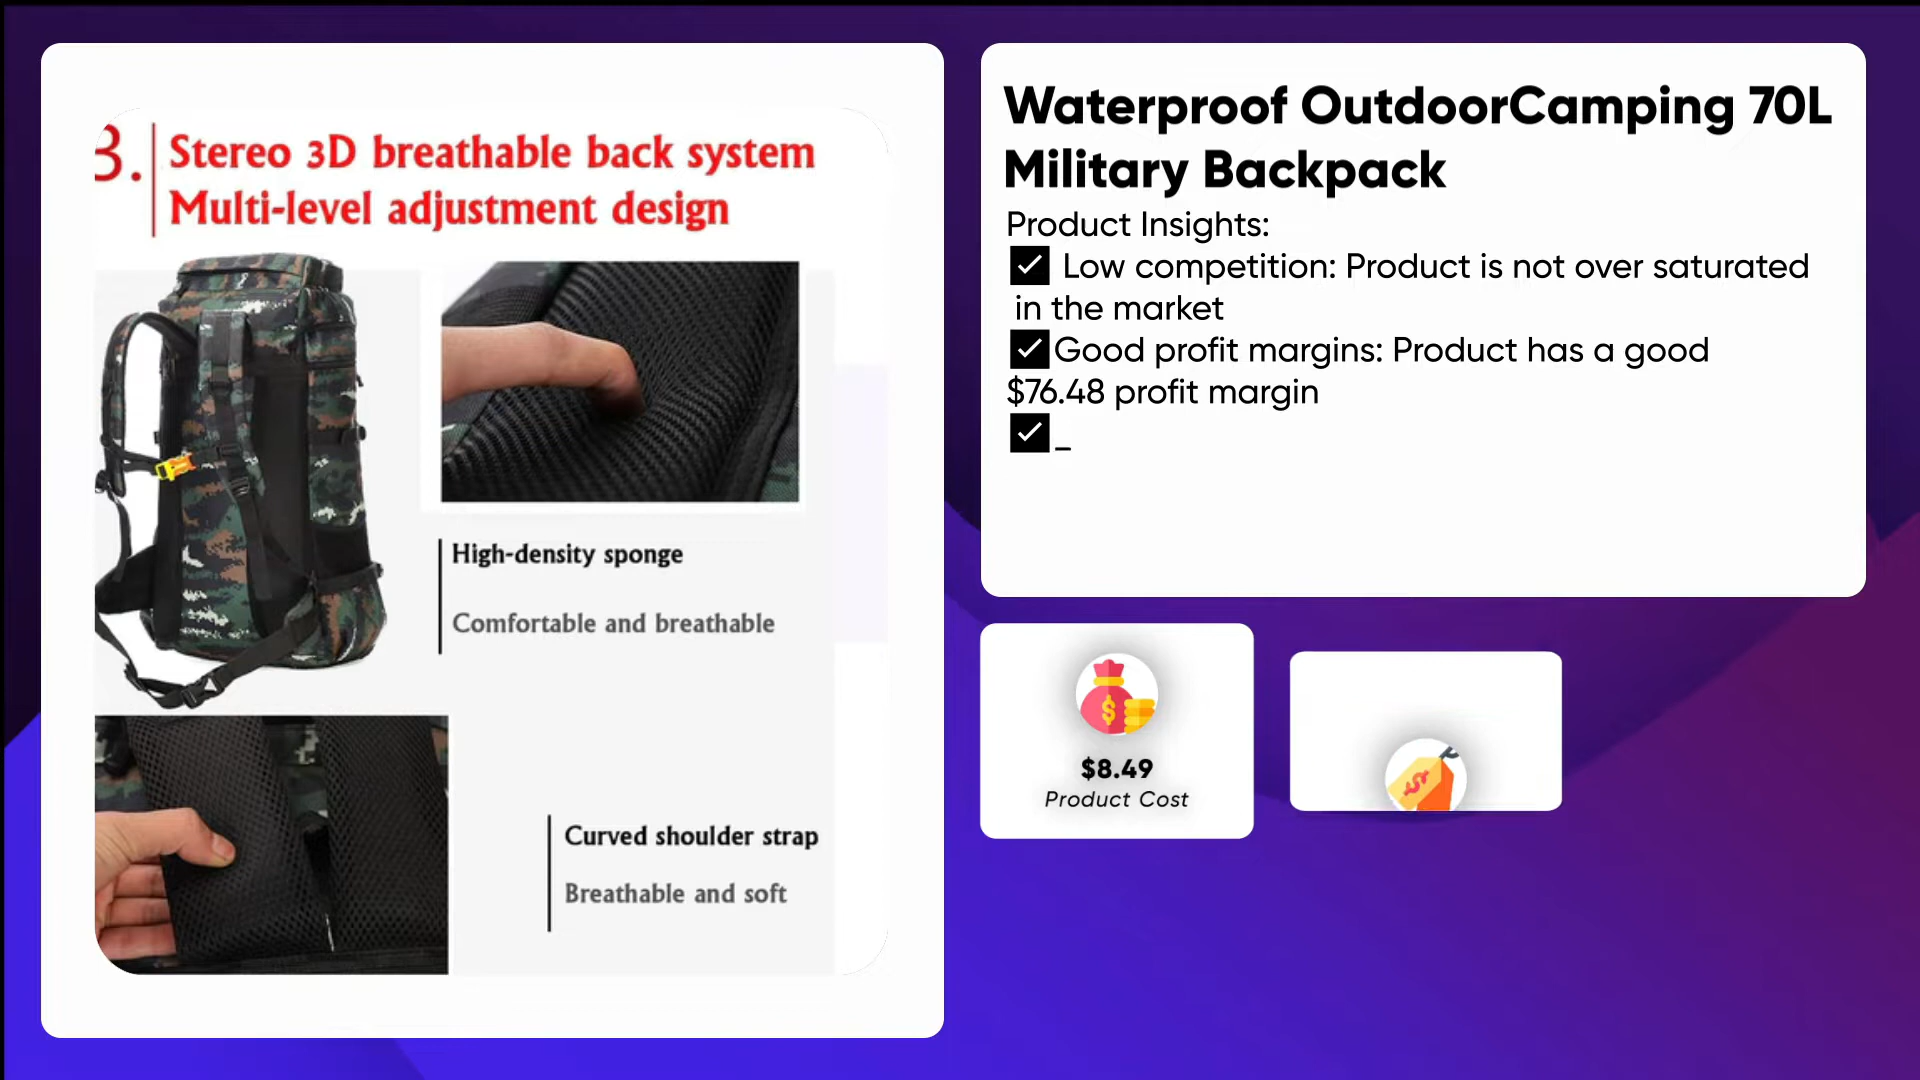 3.
Stereo 3D breathable back system
Multi-level adjustment design
High-density sponge
Comfortable and breathable
Curved shoulder strap
Breathable and soft
Waterproof OutdoorCamping 70L
Military Backpack
Product Insights:
✓ Low competition: Product is not over saturated
in the market
✓ Good profit margins: Product has a good
$76.48 profit margin
✓ _
$8.49
Product Cost